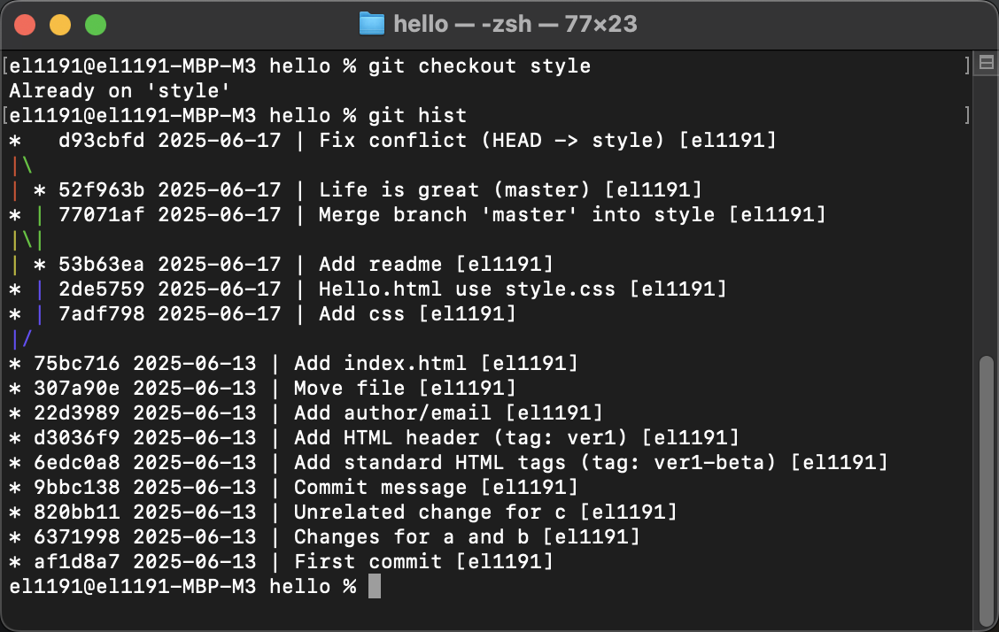 hello — -zsh — 77×23
[el1191@el1191-MBP-M3 hello % git checkout style ]
Already on 'style'
[el1191@el1191-MBP-M3 hello % git hist ]
*   d93cbfd 2025-06-17 | Fix conflict (HEAD -> style) [el1191]
|\
| * 52f963b 2025-06-17 | Life is great (master) [el1191]
* | 77071af 2025-06-17 | Merge branch 'master' into style [el1191]
|\|
| * 53b63ea 2025-06-17 | Add readme [el1191]
* | 2de5759 2025-06-17 | Hello.html use style.css [el1191]
* | 7adf798 2025-06-17 | Add css [el1191]
|/
* 75bc716 2025-06-13 | Add index.html [el1191]
* 307a90e 2025-06-13 | Move file [el1191]
* 22d3989 2025-06-13 | Add author/email [el1191]
* d3036f9 2025-06-13 | Add HTML header (tag: ver1) [el1191]
* 6edc0a8 2025-06-13 | Add standard HTML tags (tag: ver1-beta) [el1191]
* 9bbc138 2025-06-13 | Commit message [el1191]
* 820bb11 2025-06-13 | Unrelated change for c [el1191]
* 6371998 2025-06-13 | Changes for a and b [el1191]
* af1d8a7 2025-06-13 | First commit [el1191]
el1191@el1191-MBP-M3 hello %